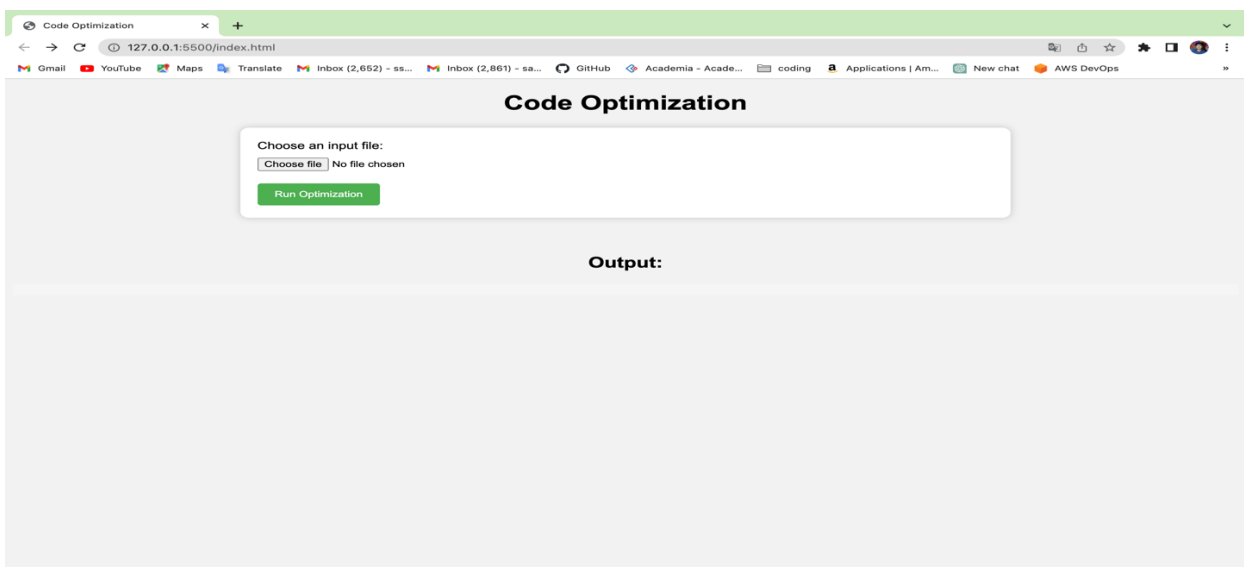 Code Optimization
127.0.0.1:5500/index.html
Gmail YouTube Maps Translate Inbox (2,652) - ss... Inbox (2,861) - sa... GitHub Academia - Acade... coding Applications | Am... New chat AWS DevOps »
Code Optimization
Choose an input file:
Choose file No file chosen
Run Optimization
Output: